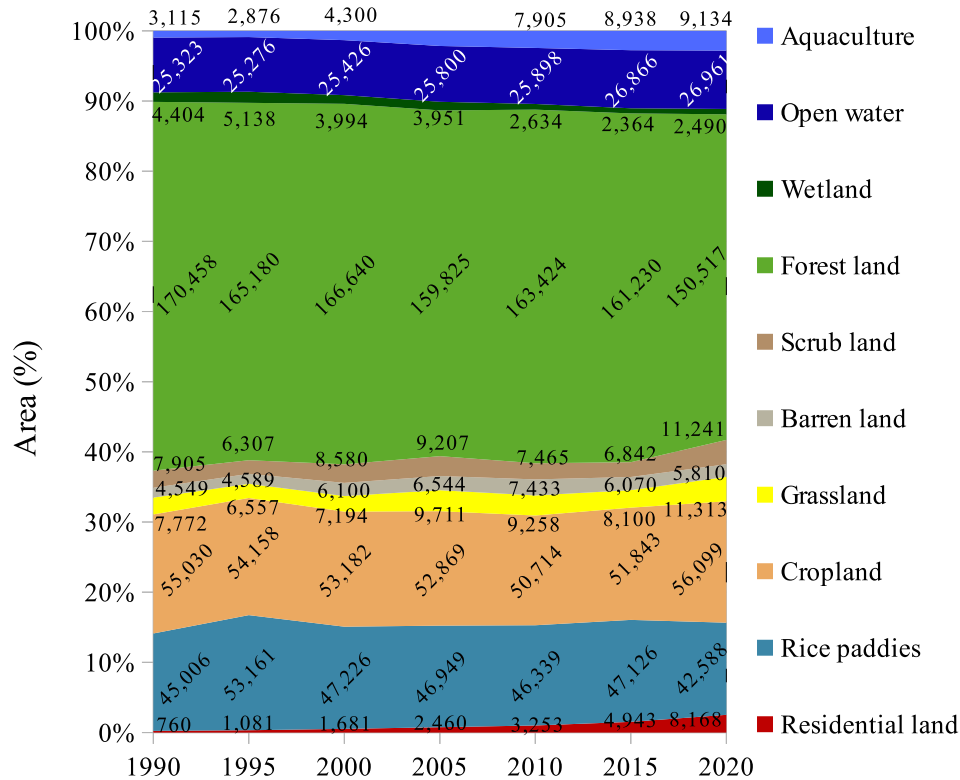 3,115 2,876 4,300 7,905 8,938 9,134
100%
Aquaculture
25,323 25,276 25,426 25,800 25,898 26,866 26,961
Open water
90%
4,404 5,138 3,994 3,951 2,634 2,364 2,490
80%
Wetland
70%
170,458 165,180 166,640 159,825 163,424 161,230 150,517
Forest land
60%
Scrub land
50%
Area (%)
7,905 6,307 8,580 9,207 7,465 6,842 11,241
Barren land
40%
4,549 4,589 6,100 6,544 7,433 6,070 5,810
Grassland
7,772 6,557 7,194 9,711 9,258 8,100 11,313
30%
55,030 54,158 53,182 52,869 50,714 51,843 56,099
Cropland
20%
45,006 53,161 47,226 46,949 46,339 47,126 42,588
Rice paddies
10%
760 1,081 1,681 2,460 3,253 4,943 8,168
Residential land
0%
1990 1995 2000 2005 2010 2015 2020